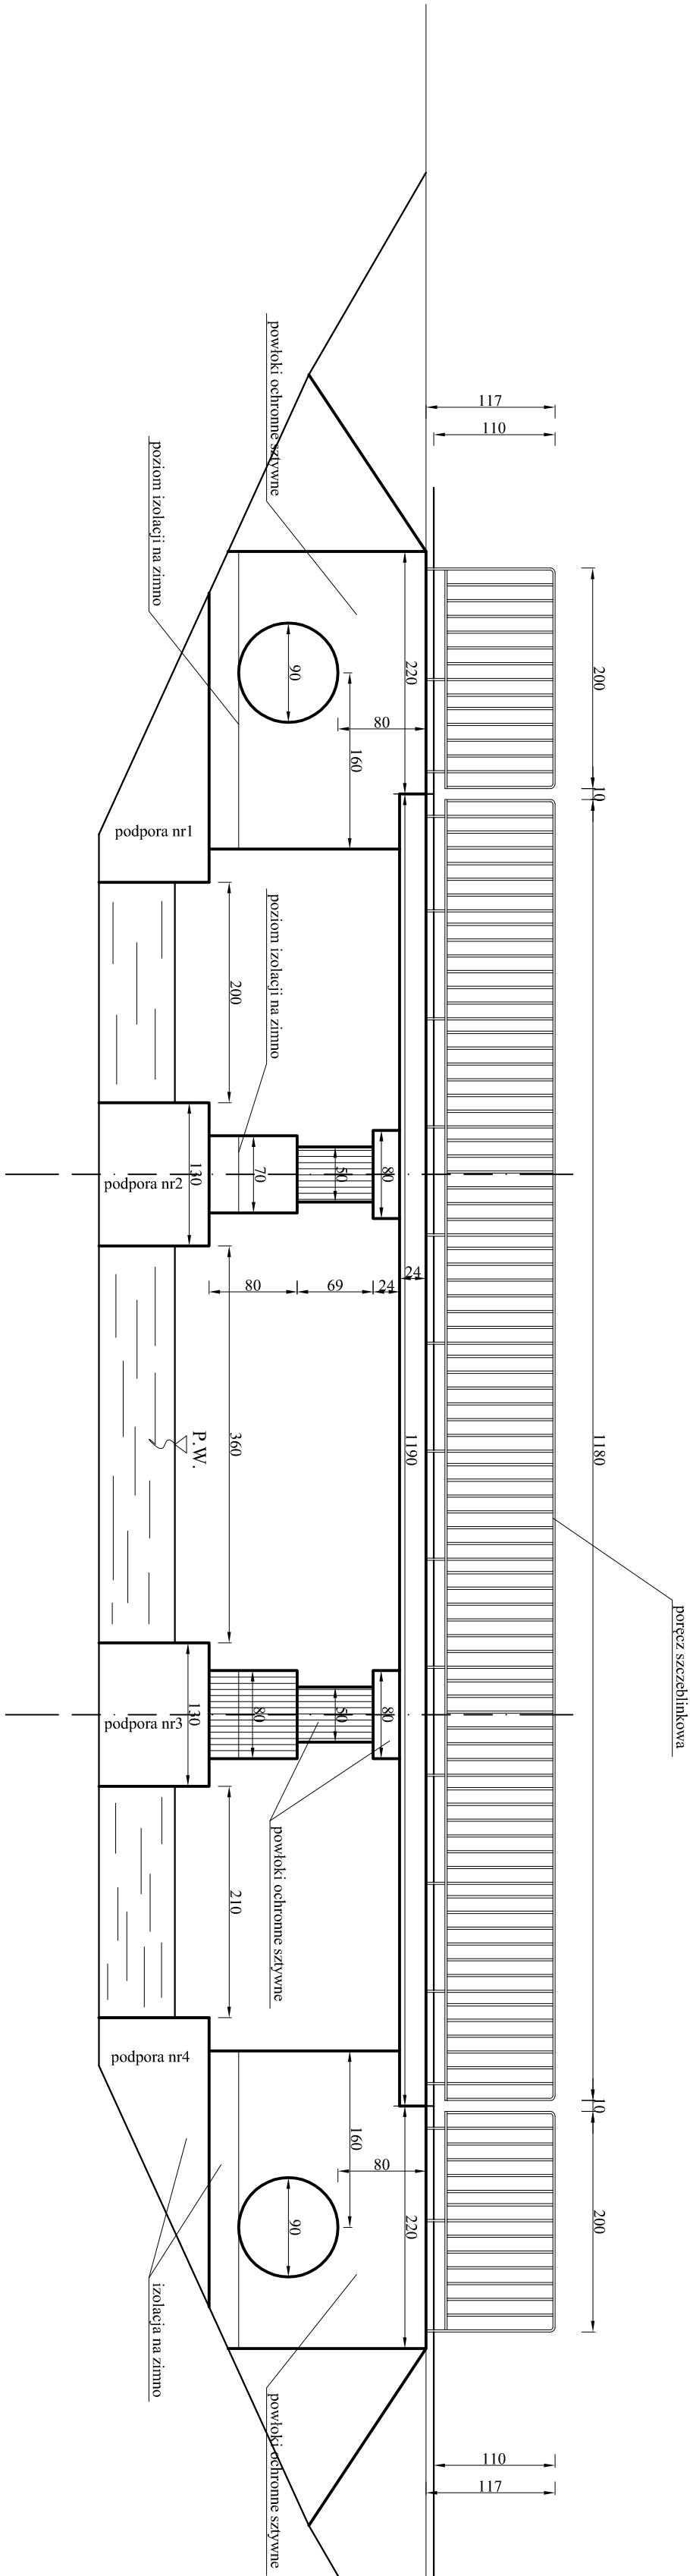 117
110
powłoki ochronne sztywne
poziom izolacji na zimno
200
220
90
80
160
10
podpora nr1
200
poziom izolacji na zimno
130
podpora nr2
70
50
80
80
69
24
24
360
P.W.
1190
1180
poręcz szczeblinkowa
130
podpora nr3
80
50
80
powłoki ochronne sztywne
210
podpora nr4
160
80
10
90
220
200
izolacja na zimno
powłoki ochronne sztywne
110
117